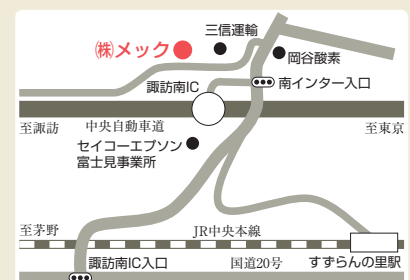 三信運輸
㈱メック
岡谷酸素
諏訪南IC
南インター入口
至諏訪
中央自動車道
至東京
セイコーエプソン
富士見事業所
至茅野
JR中央本線
諏訪南IC入口
国道20号
すずらんの里駅